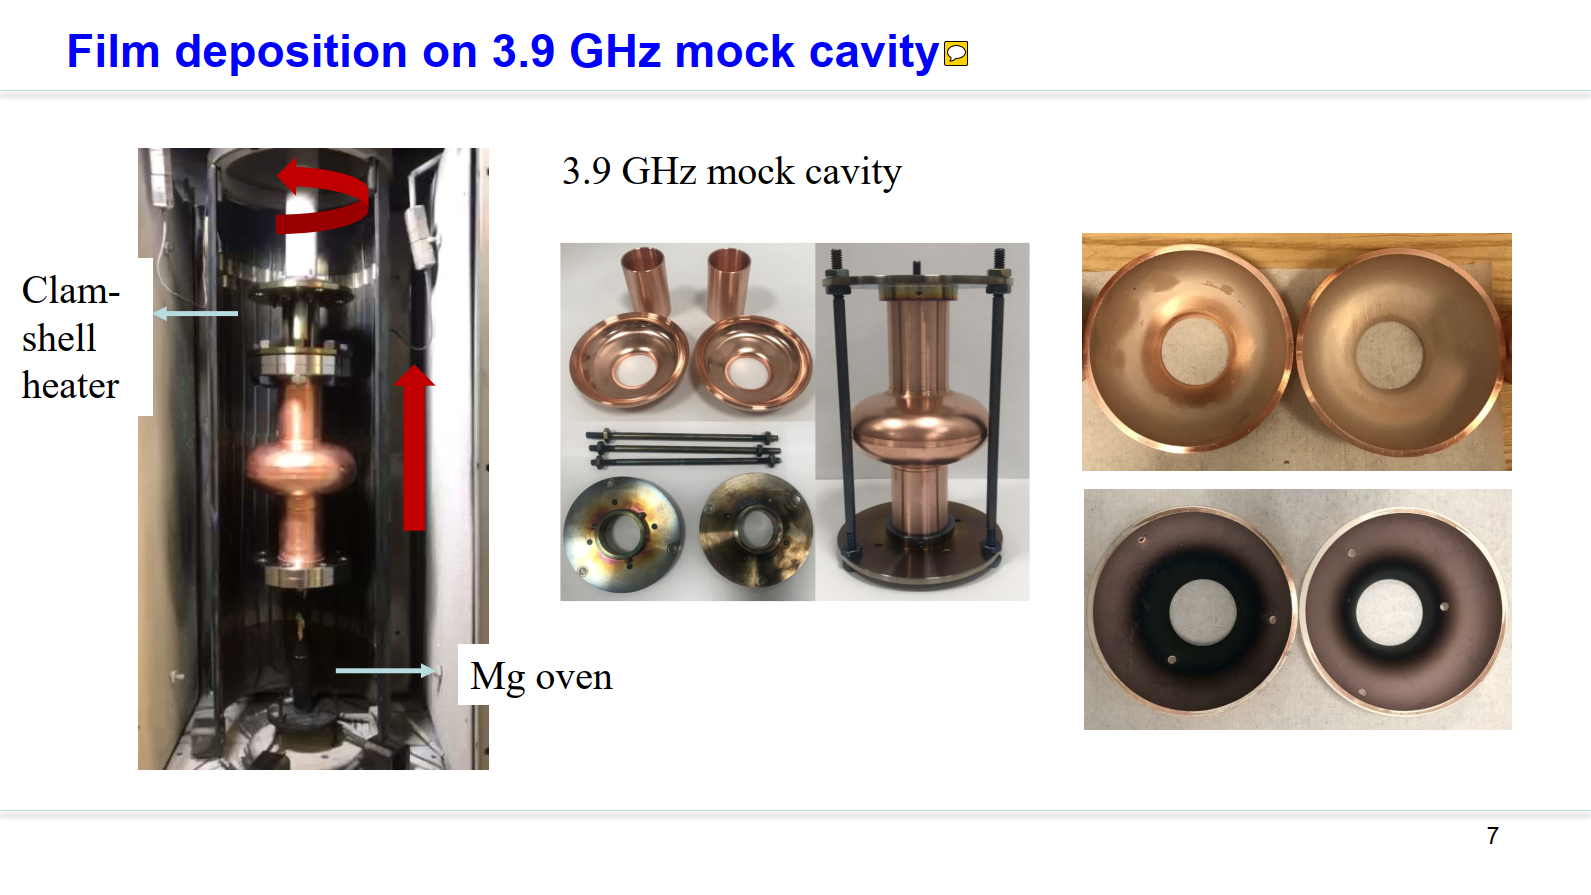 Film deposition on 3.9 GHz mock cavity
3.9 GHz mock cavity
Clam-
shell
heater
Mg oven
7